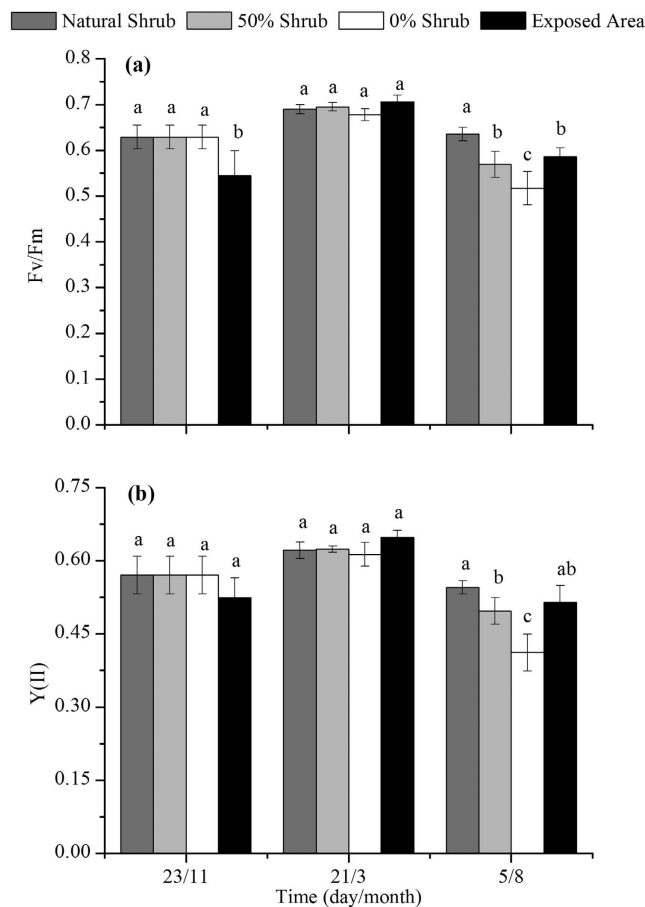 Natural Shrub 50% Shrub 0% Shrub Exposed Area
(a)
0.8
0.7
0.6
0.5
0.4
0.3
0.2
0.1
0.0
Fv/Fm
a a a b
a a a a
a b c b
(b)
0.75
0.60
0.45
0.30
0.15
0.00
Y(II)
a a a a
a a a a
a b c ab
23/11 21/3 5/8
Time (day/month)